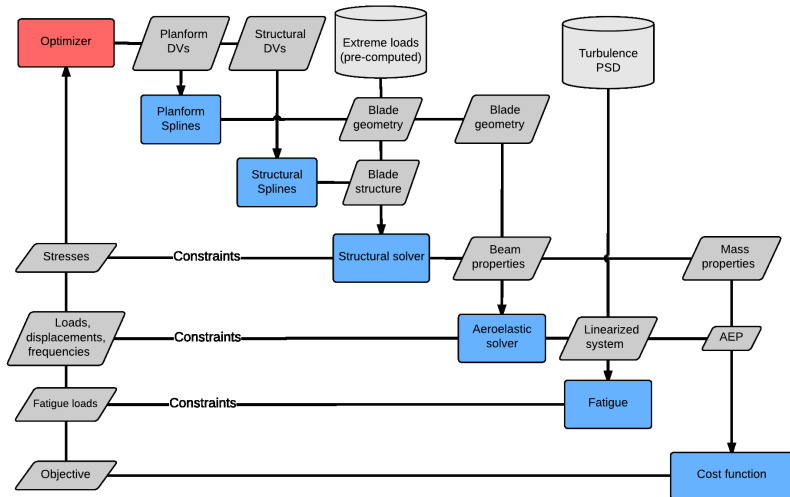 Optimizer
Planform
DVs
Structural
DVs
Extreme loads
(pre-computed)
Turbulence
PSD
Planform
Splines
Blade
geometry
Blade
geometry
Structural
Splines
Blade
structure
Stresses
Constraints
Structural solver
Beam
properties
Mass
properties
Loads,
displacements,
frequencies
Constraints
Aeroelastic
solver
Linearized
system
AEP
Fatigue loads
Constraints
Fatigue
Objective
Cost function